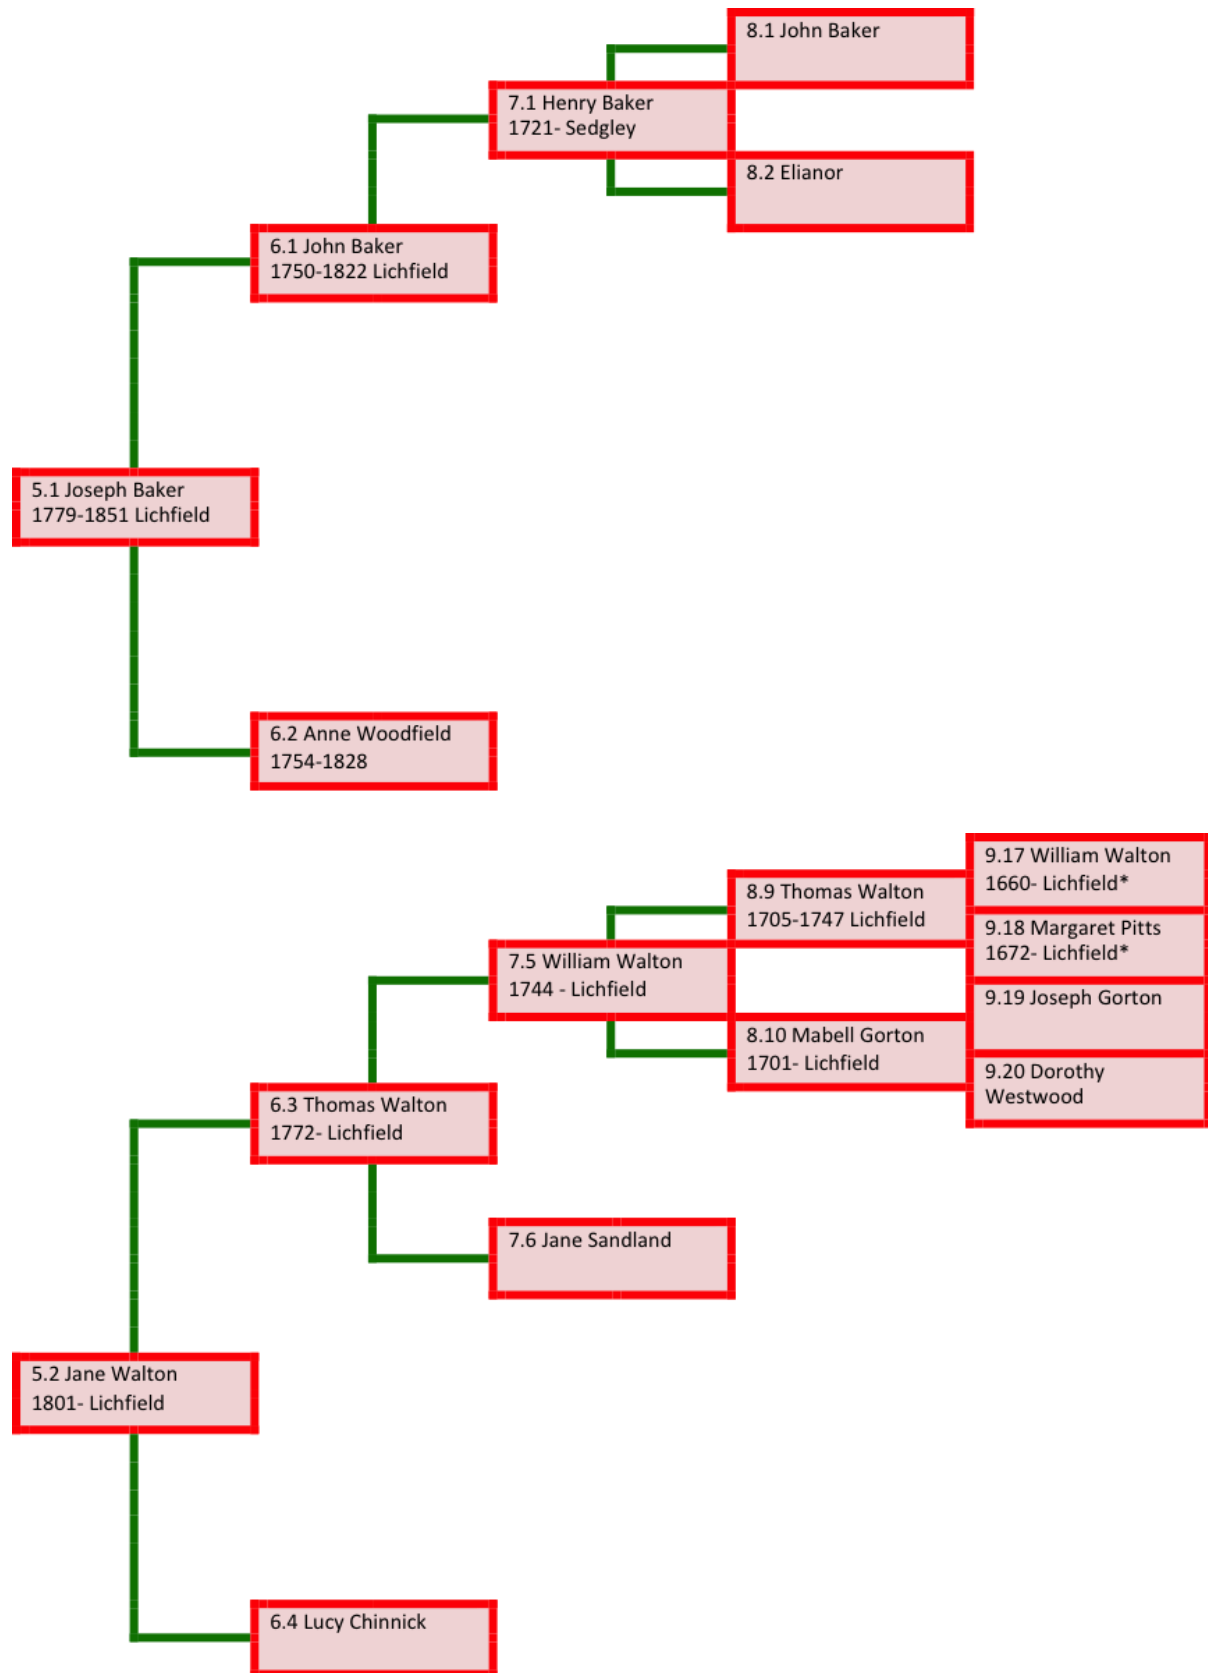 8.1 John Baker
7.1 Henry Baker
1721- Sedgley
8.2 Elianor
6.1 John Baker
1750-1822 Lichfield
5.1 Joseph Baker
1779-1851 Lichfield
6.2 Anne Woodfield
1754-1828
9.17 William Walton
1660- Lichfield*
8.9 Thomas Walton
1705-1747 Lichfield
9.18 Margaret Pitts
1672- Lichfield*
7.5 William Walton
1744 - Lichfield
9.19 Joseph Gorton
8.10 Mabell Gorton
1701- Lichfield
9.20 Dorothy
Westwood
6.3 Thomas Walton
1772- Lichfield
7.6 Jane Sandland
5.2 Jane Walton
1801- Lichfield
6.4 Lucy Chinnick